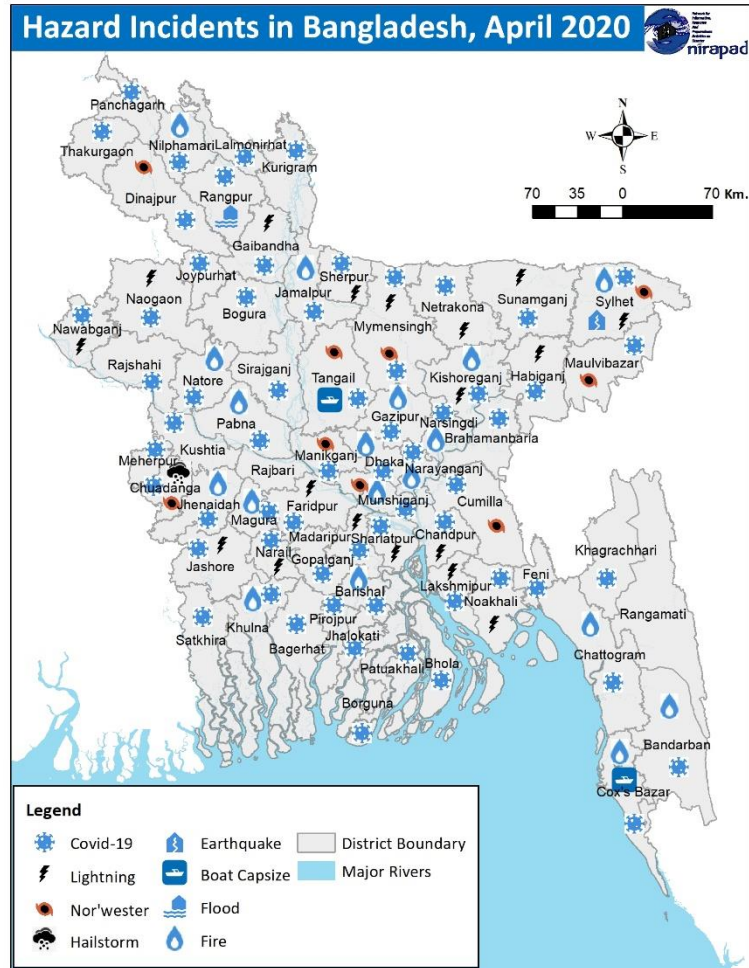 Hazard Incidents in Bangladesh, April 2020
nirapad
N
W E
S
70 35 0 70 Km.
Panchagarh
Thakurgaon
Nilphamari
Lalmonirhat
Kurigram
Dinajpur
Rangpur
Gaibandha
Joypurhat
Jamalpur
Sherpur
Naogaon
Bogura
Mymensingh
Netrakona
Sunamganj
Sylhet
Nawabganj
Rajshahi
Natore
Sirajganj
Tangail
Kishoreganj
Habiganj
Maulvibazar
Pabna
Gazipur
Narsingdi
Brahamanbaria
Kushtia
Meherpur
Manikganj
Dhaka
Narayanganj
Rajbari
Chuadanga
Jhenaidah
Magura
Faridpur
Munshiganj
Cumilla
Madaripur
Shariatpur
Chandpur
Narail
Gopalganj
Jashore
Khagrachhari
Lakshmipur
Feni
Noakhali
Rangamati
Barishal
Khulna
Pirojpur
Satkhira
Bagerhat
Jhalokati
Chattogram
Patuakhali
Bhola
Borguna
Bandarban
Cox's Bazar
Legend
Covid-19
Lightning
Nor'wester
Hailstorm
Earthquake
Boat Capsize
Flood
Fire
District Boundary
Major Rivers